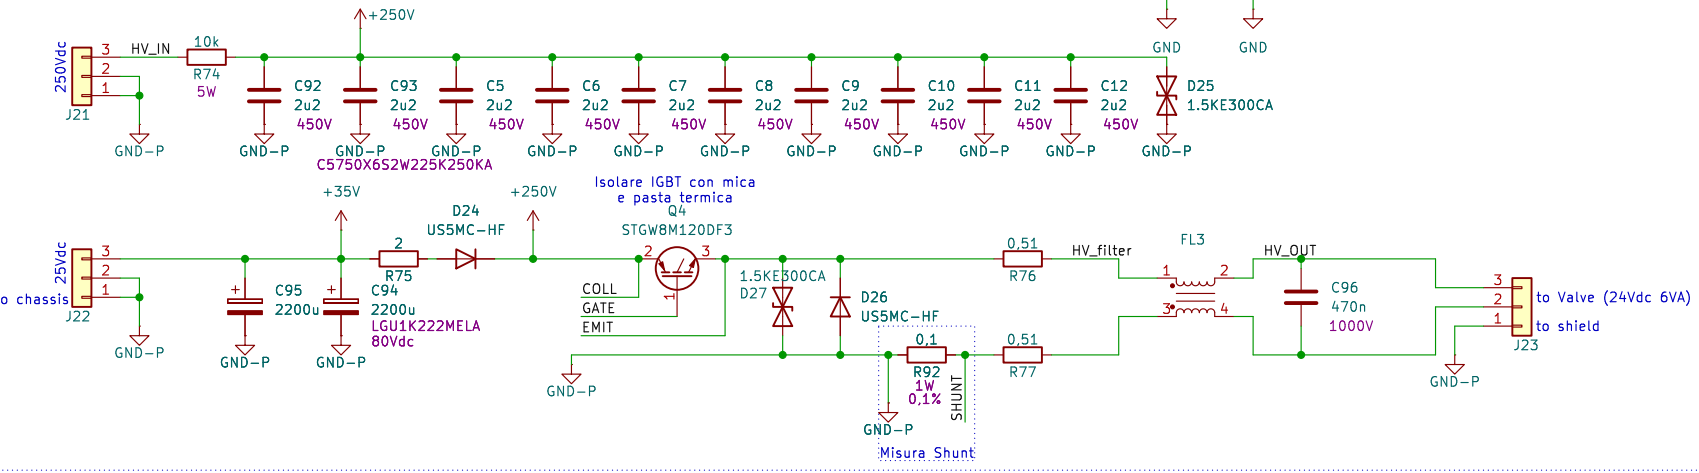 +250V
GND
GND
250Vdc
3
2
1
J21
HV_IN
10k
R74
5W
GND-P
C92
2u2
450V
GND-P
C93
2u2
450V
GND-P
C5
2u2
450V
GND-P
C6
2u2
450V
GND-P
C7
2u2
450V
GND-P
C8
2u2
450V
GND-P
C9
2u2
450V
GND-P
C10
2u2
450V
GND-P
C11
2u2
450V
GND-P
C12
2u2
450V
GND-P
D25
1.5KE300CA
GND-P
C5750X6S2W225K250KA
25Vdc
3
2
1
o chassis
J22
GND-P
+35V
C95
2200u
GND-P
C94
2200u
LGU1K222MELA
80Vdc
GND-P
2
R75
D24
US5MC-HF
+250V
Isolare IGBT con mica
e pasta termica
Q4
STGW8M120DF3
2
3
1
COLL
GATE
EMIT
GND-P
1.5KE300CA
D27
D26
US5MC-HF
0,1
R92
1W
0,1%
SHUNT
GND-P
Misura Shunt
0,51
R76
0,51
R77
HV_filter
FL3
1
2
3
4
HV_OUT
C96
470n
1000V
3
2
1
J23
to Valve (24Vdc 6VA)
to shield
GND-P